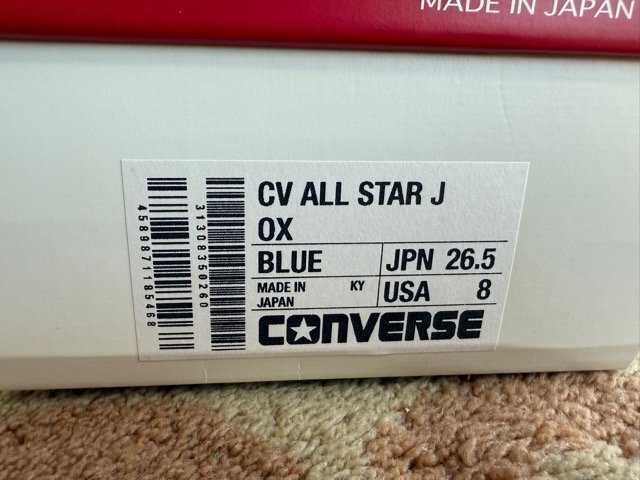 MADE IN JAPAN
CV ALL STAR J
OX
BLUE JPN 26.5
MADE IN JAPAN KY USA 8
CONVERSE
4589871185468
31308350260